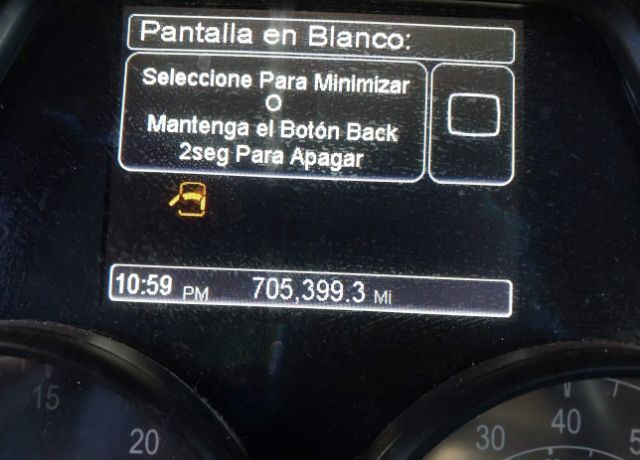 Pantalla en Blanco:
Seleccione Para Minimizar
O
Mantenga el Botón Back
2seg Para Apagar
10:59 PM 705,399.3 Mi
15
20
30
40